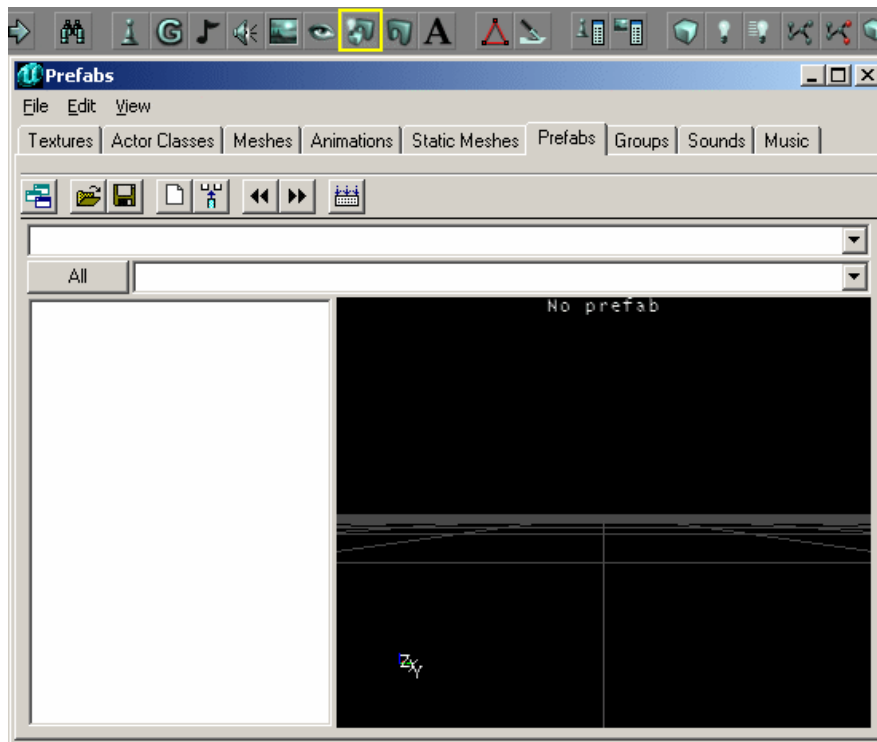 G A
Prefabs
File Edit View
Textures Actor Classes Meshes Animations Static Meshes Prefabs Groups Sounds Music
All
No prefab
Z X Y